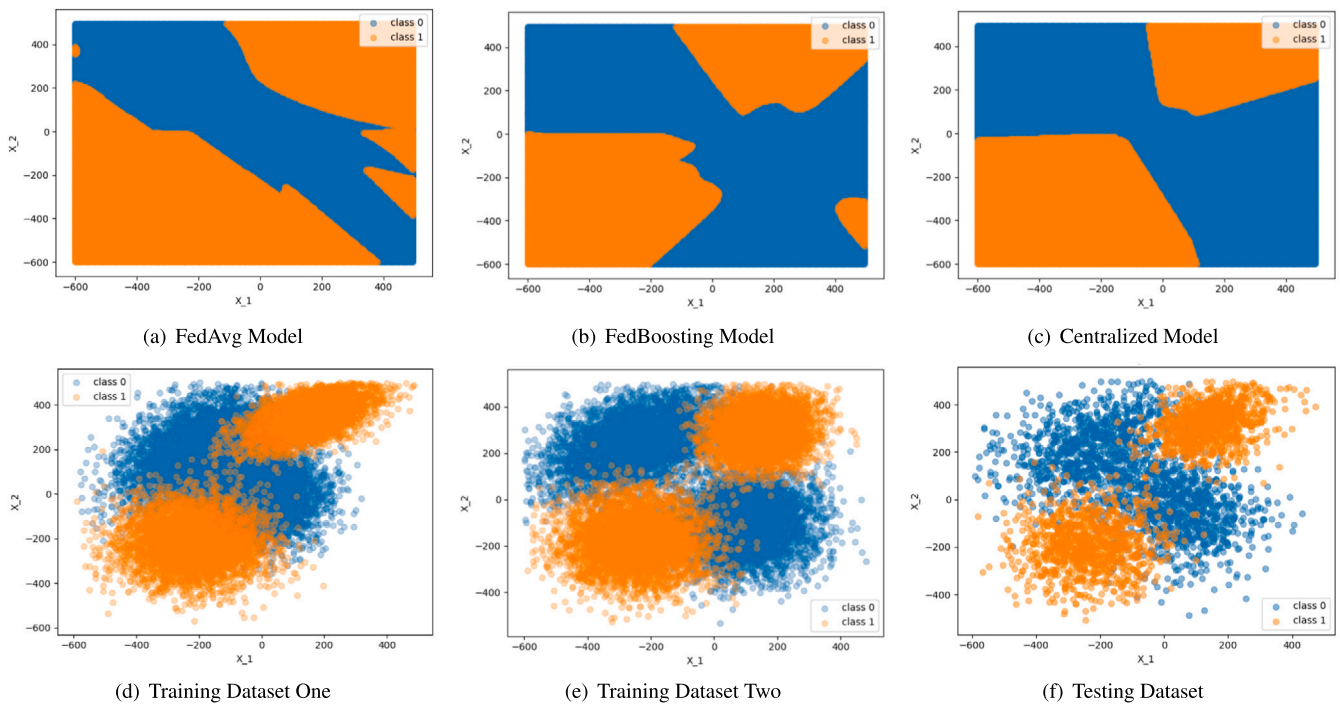 class 0
class 1
400
200
0
−200
−400
−600
X_2
−600
−400
−200
0
200
400
X_1
class 0
class 1
400
200
0
−200
−400
−600
X_2
−600
−400
−200
0
200
400
X_1
class 0
class 1
400
200
0
−200
−400
−600
X_2
−600
−400
−200
0
200
400
X_1
(a) FedAvg Model
(b) FedBoosting Model
(c) Centralized Model
class 0
class 1
400
200
0
−200
−400
−600
X_2
−600
−400
−200
0
200
400
X_1
400
200
0
−200
−400
X_2
class 0
class 1
−600
−400
−200
0
200
400
X_1
400
200
0
−200
−400
X_2
class 0
class 1
−600
−400
−200
0
200
400
X_1
(d) Training Dataset One
(e) Training Dataset Two
(f) Testing Dataset